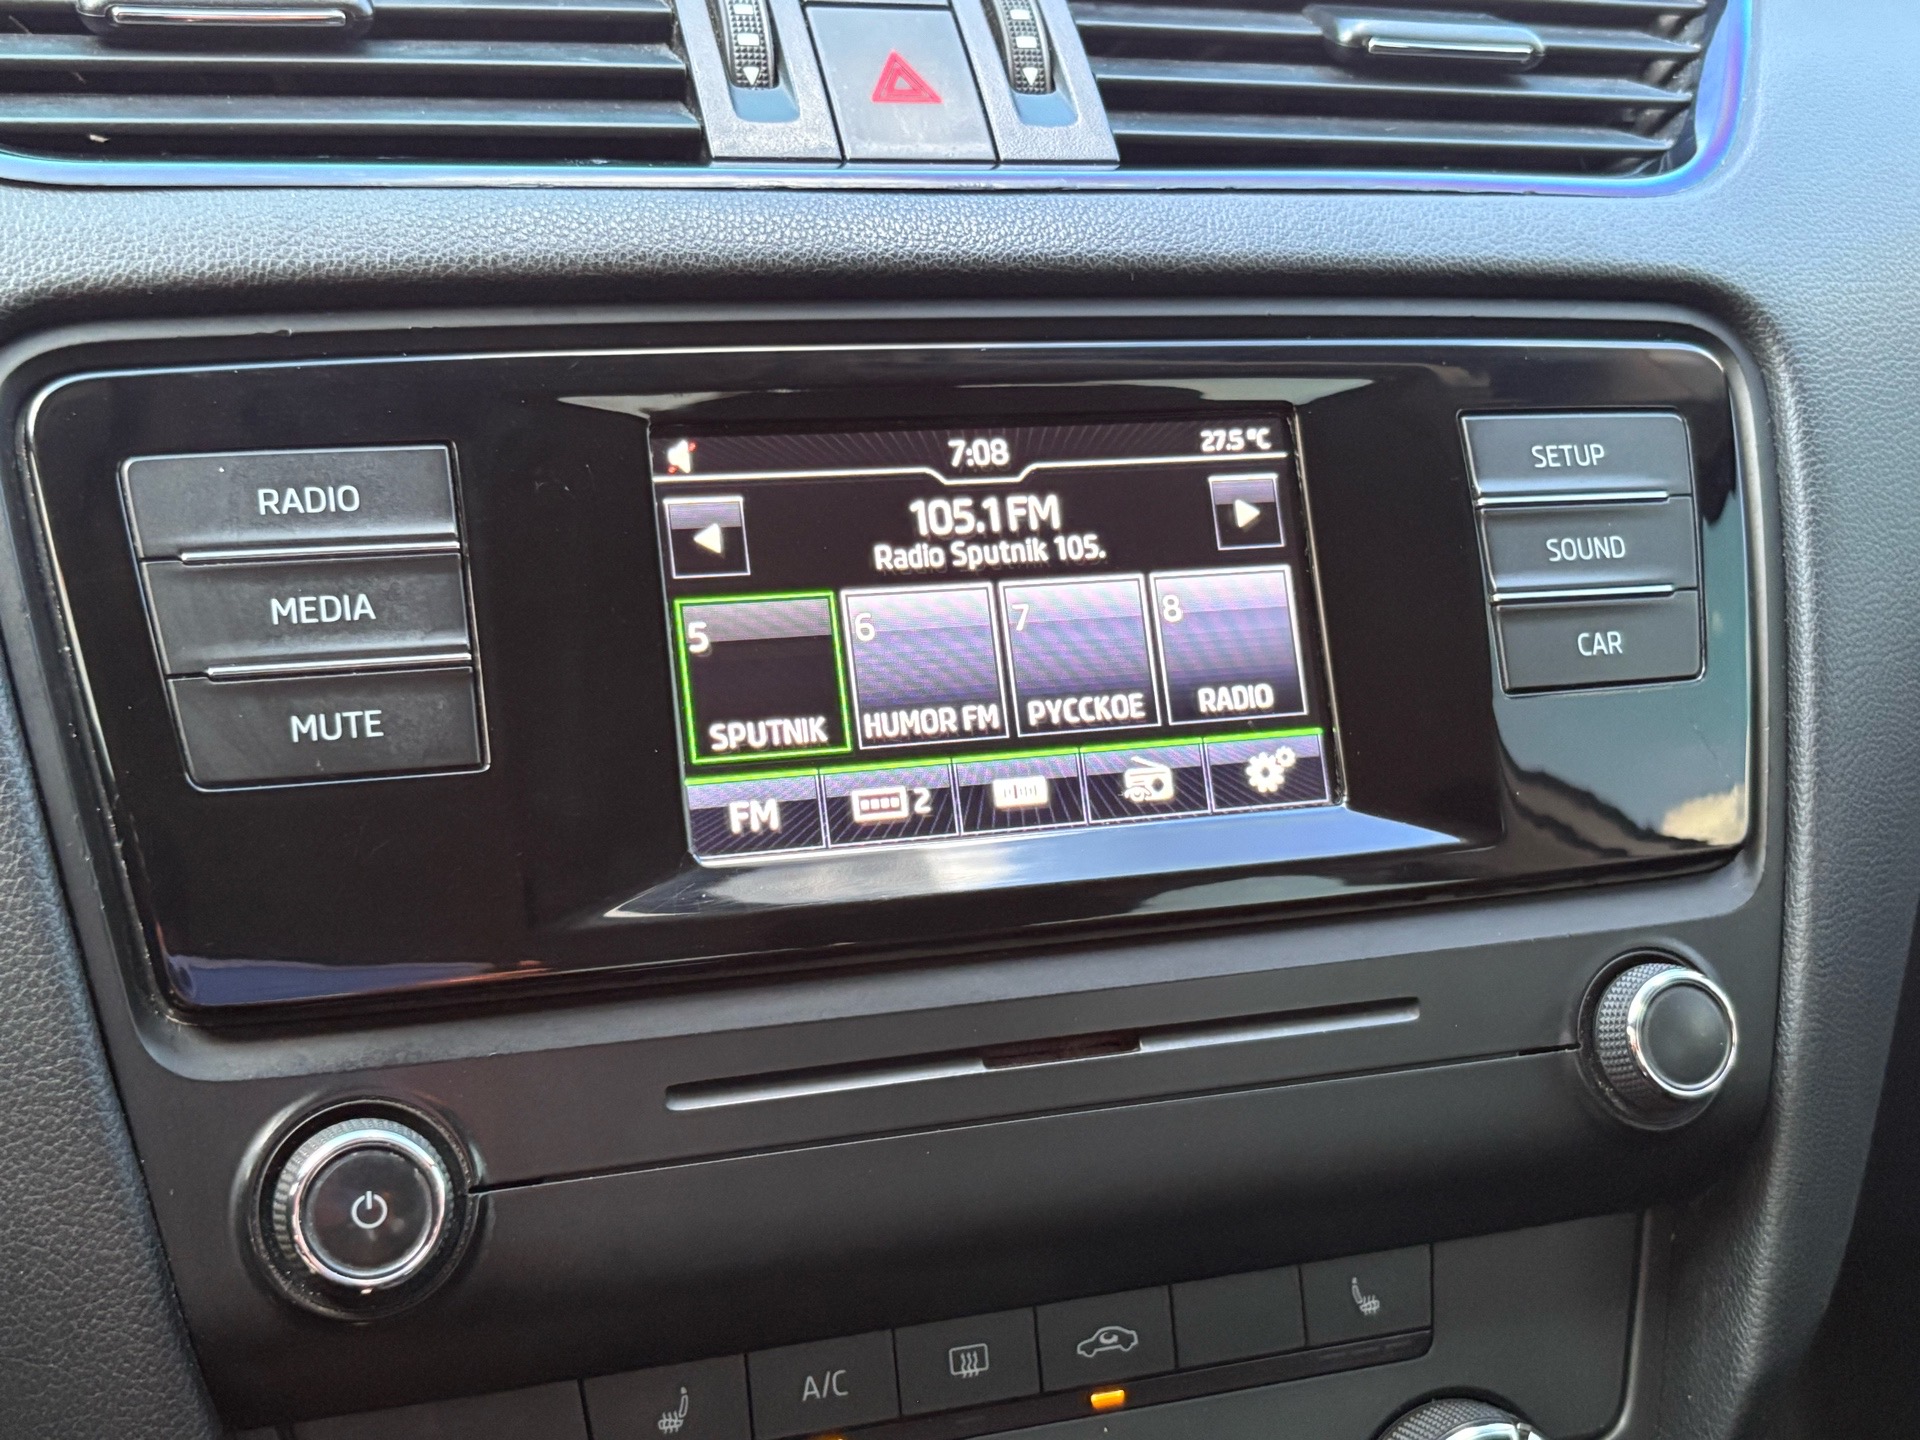 7:08
27.5°C
105.1 FM
Radio Sputnik 105.
5
6
7
8
SPUTNIK
HUMOR FM
РУССКОЕ
RADIO
FM
2
RADIO
MEDIA
MUTE
SETUP
SOUND
CAR
A/C